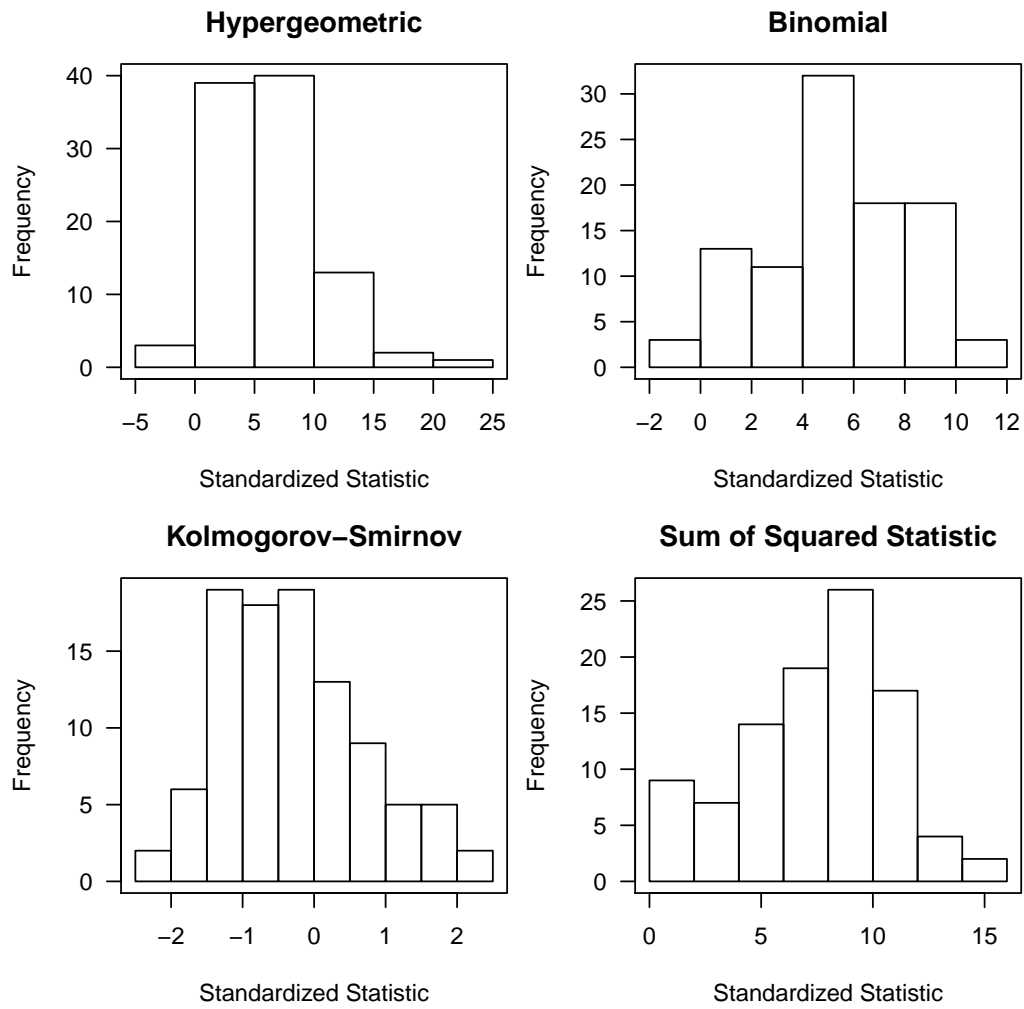 Hypergeometric
Frequency
40
30
20
10
0
−5 0 5 10 15 20 25
Standardized Statistic
Binomial
Frequency
30
25
20
15
10
5
0
−2 0 2 4 6 8 10 12
Standardized Statistic
Kolmogorov−Smirnov
Frequency
15
10
5
0
−2 −1 0 1 2
Standardized Statistic
Sum of Squared Statistic
Frequency
25
20
15
10
5
0
0 5 10 15
Standardized Statistic